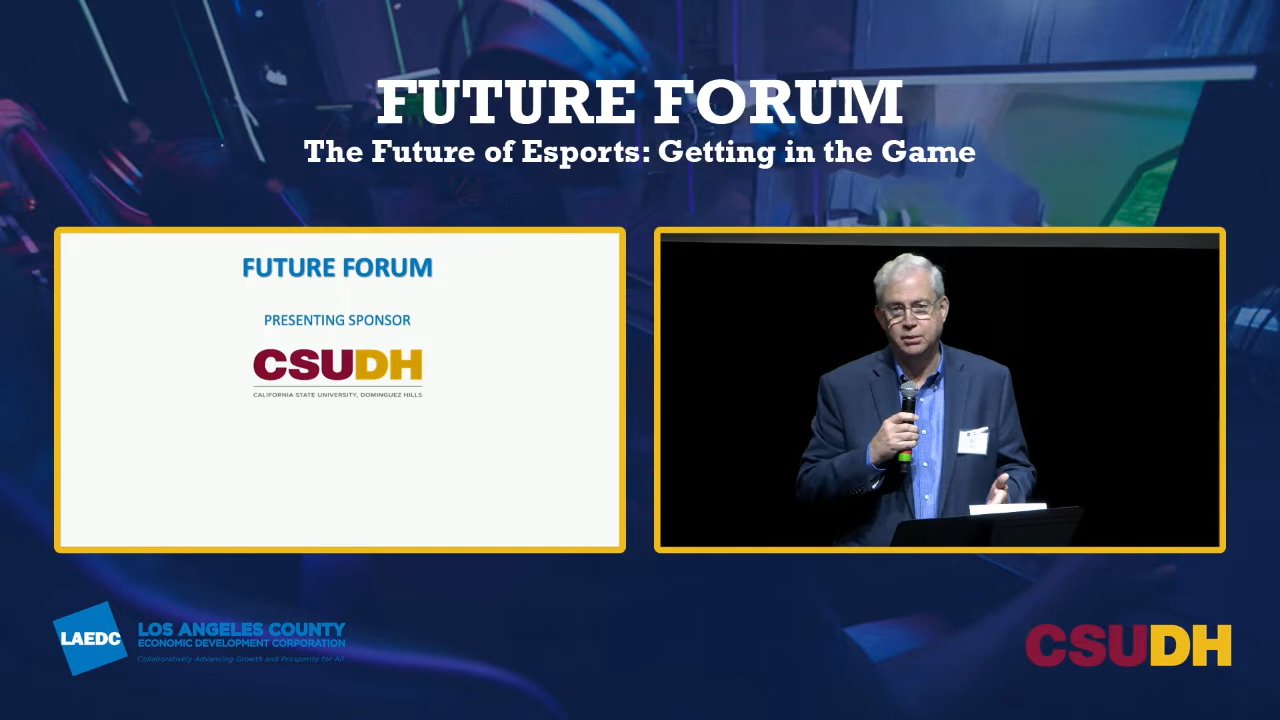 FUTURE FORUM
The Future of Esports: Getting in the Game
FUTURE FORUM
PRESENTING SPONSOR
CSUDH
CALIFORNIA STATE UNIVERSITY, DOMINGUEZ HILLS
LAEDC
LOS ANGELES COUNTY
ECONOMIC DEVELOPMENT CORPORATION
Collaboratively Advancing Growth and Prosperity for All
CSUDH